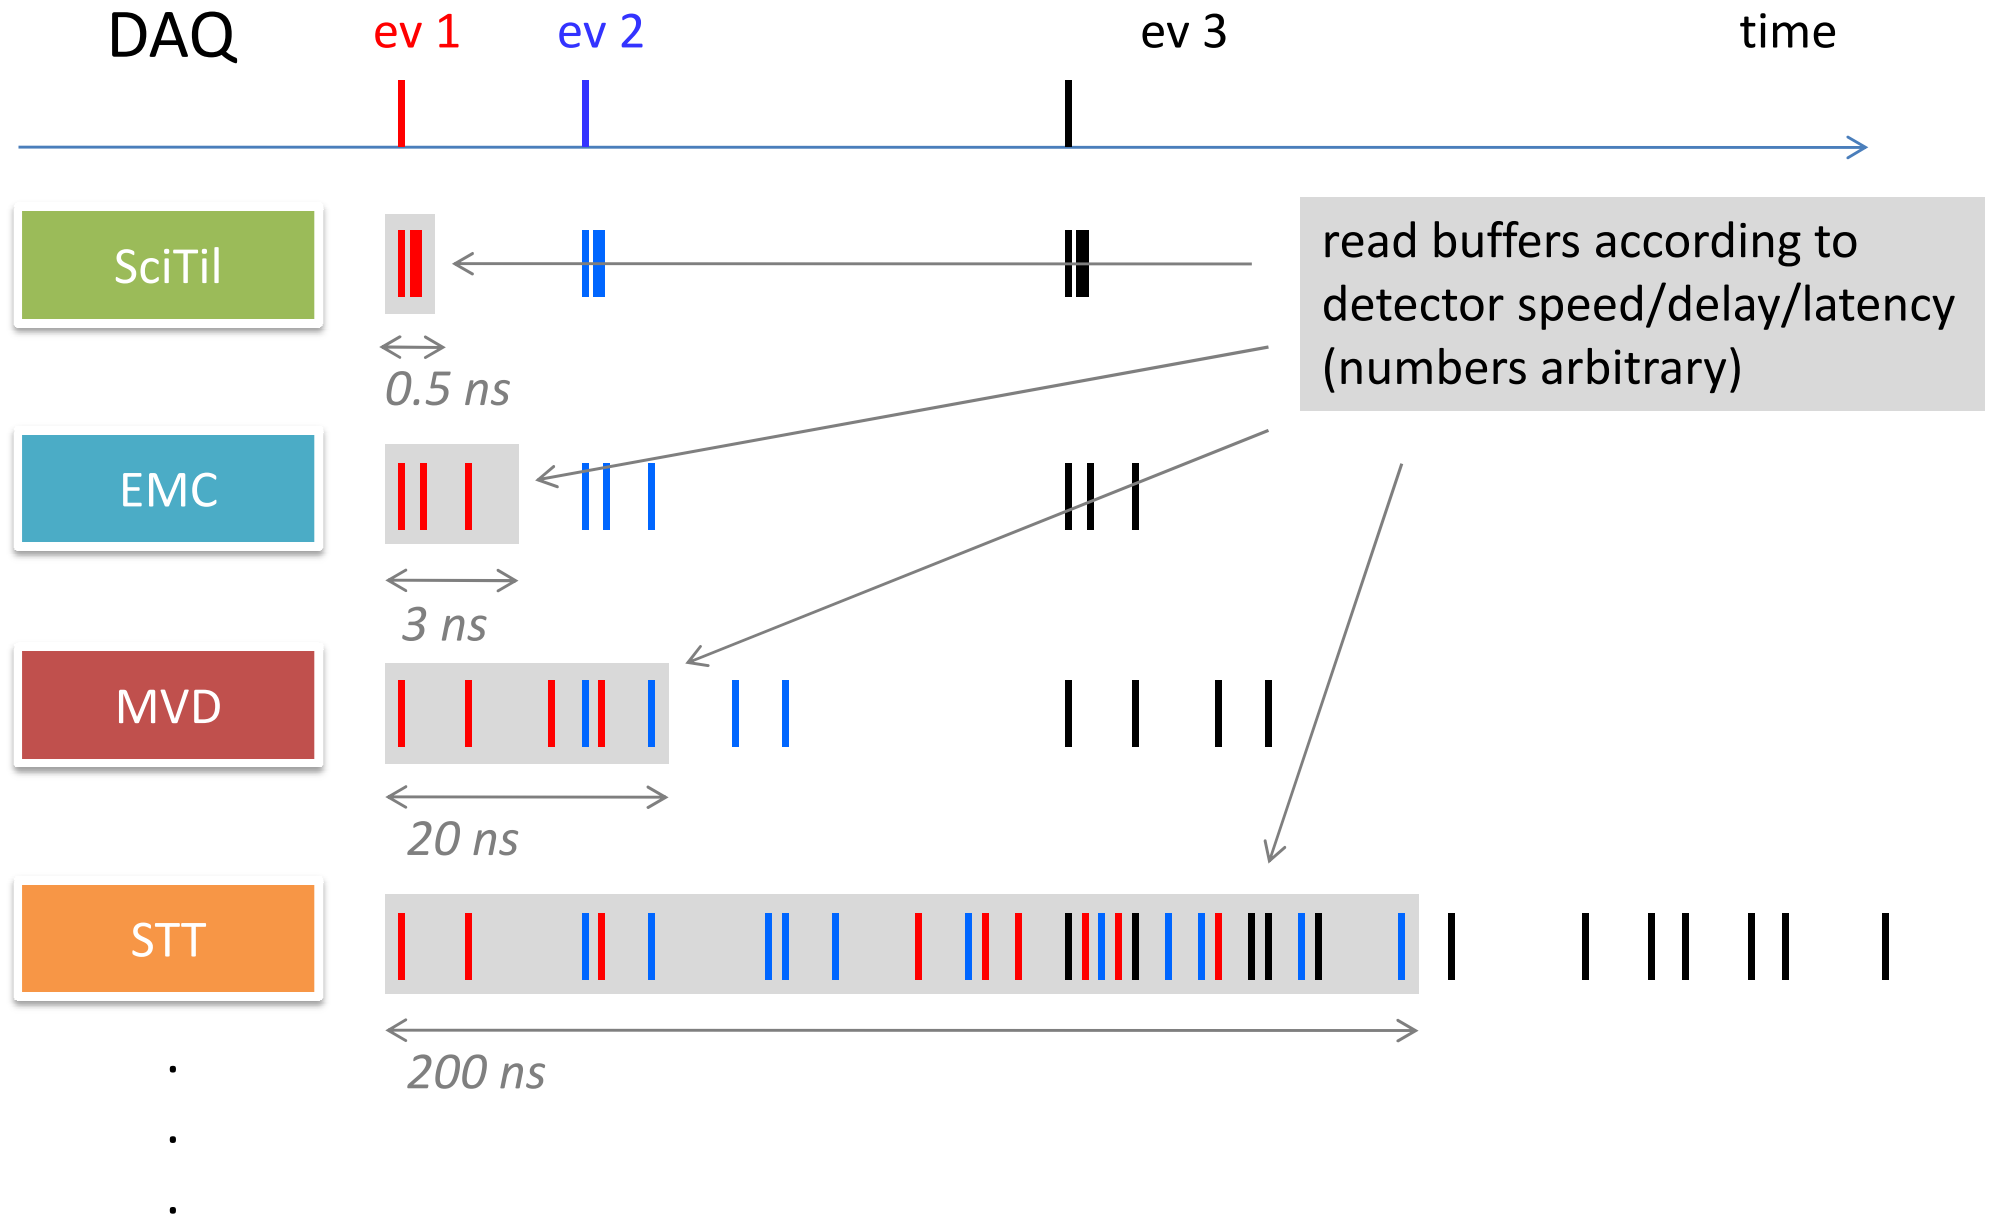 DAQ
ev 1
ev 2
ev 3
time
SciTil
read buffers according to
detector speed/delay/latency
(numbers arbitrary)
0.5 ns
EMC
3 ns
MVD
20 ns
STT
200 ns
.
.
.